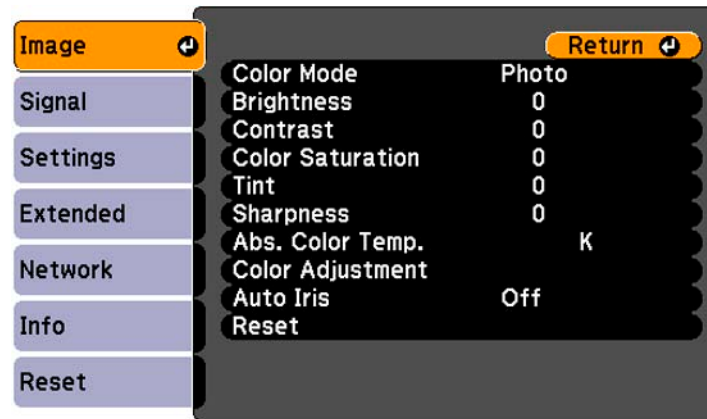 Image
Signal
Settings
Extended
Network
Info
Reset
Return
Color Mode Photo
Brightness 0
Contrast 0
Color Saturation 0
Tint 0
Sharpness 0
Abs. Color Temp. K
Color Adjustment
Auto Iris Off
Reset